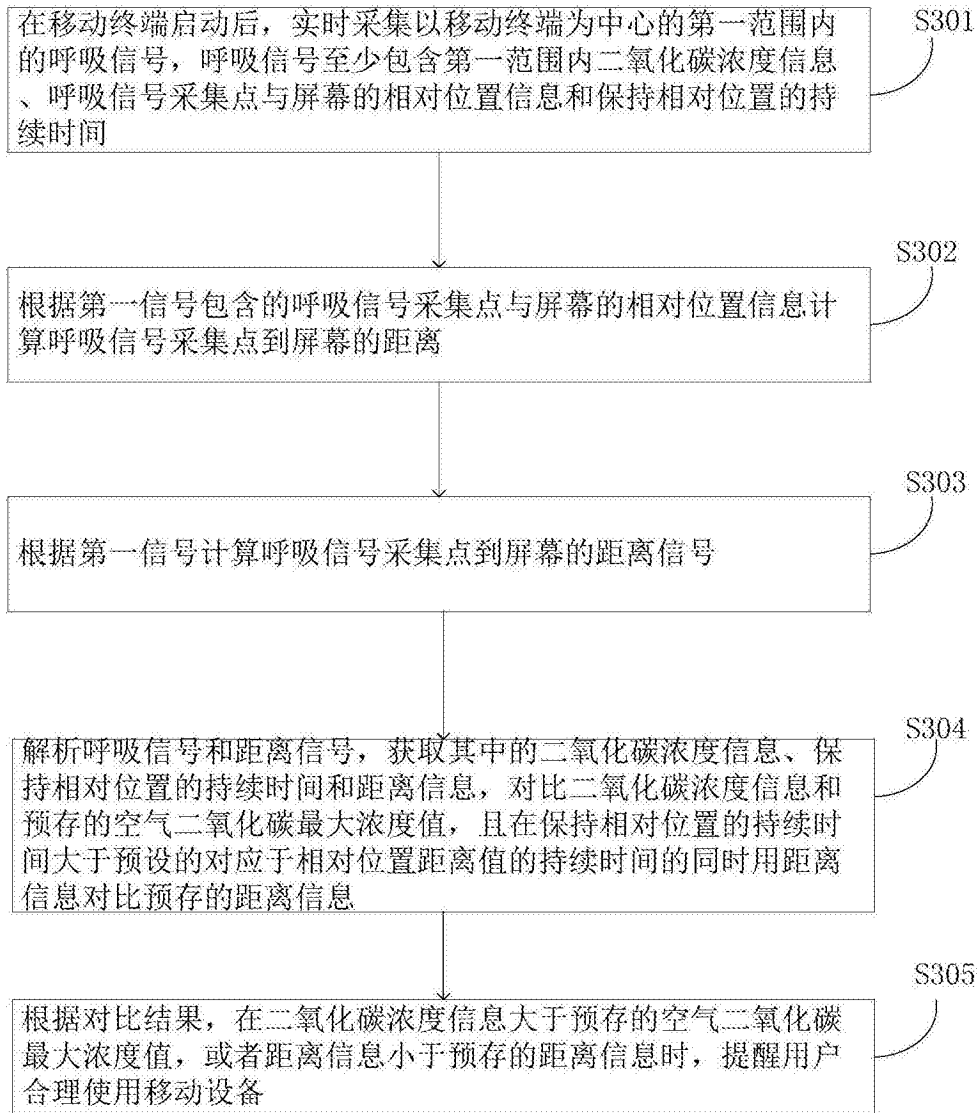 在移动终端启动后，实时采集以移动终端为中心的第一范围内
的呼吸信号，呼吸信号至少包含第一范围内二氧化碳浓度信息
、呼吸信号采集点与屏幕的相对位置信息和保持相对位置的持
续时间
S301
S302
根据第一信号包含的呼吸信号采集点与屏幕的相对位置信息计
算呼吸信号采集点到屏幕的距离
S303
根据第一信号计算呼吸信号采集点到屏幕的距离信号
S304
解析呼吸信号和距离信号，获取其中的二氧化碳浓度信息、保
持相对位置的持续时间和距离信息，对比二氧化碳浓度信息和
预存的空气二氧化碳最大浓度值，且在保持相对位置的持续时
间大于预设的对应于相对位置距离值的持续时间的同时用距离
信息对比预存的距离信息
S305
根据对比结果，在二氧化碳浓度信息大于预存的空气二氧化碳
最大浓度值，或者距离信息小于预存的距离信息时，提醒用户
合理使用移动设备